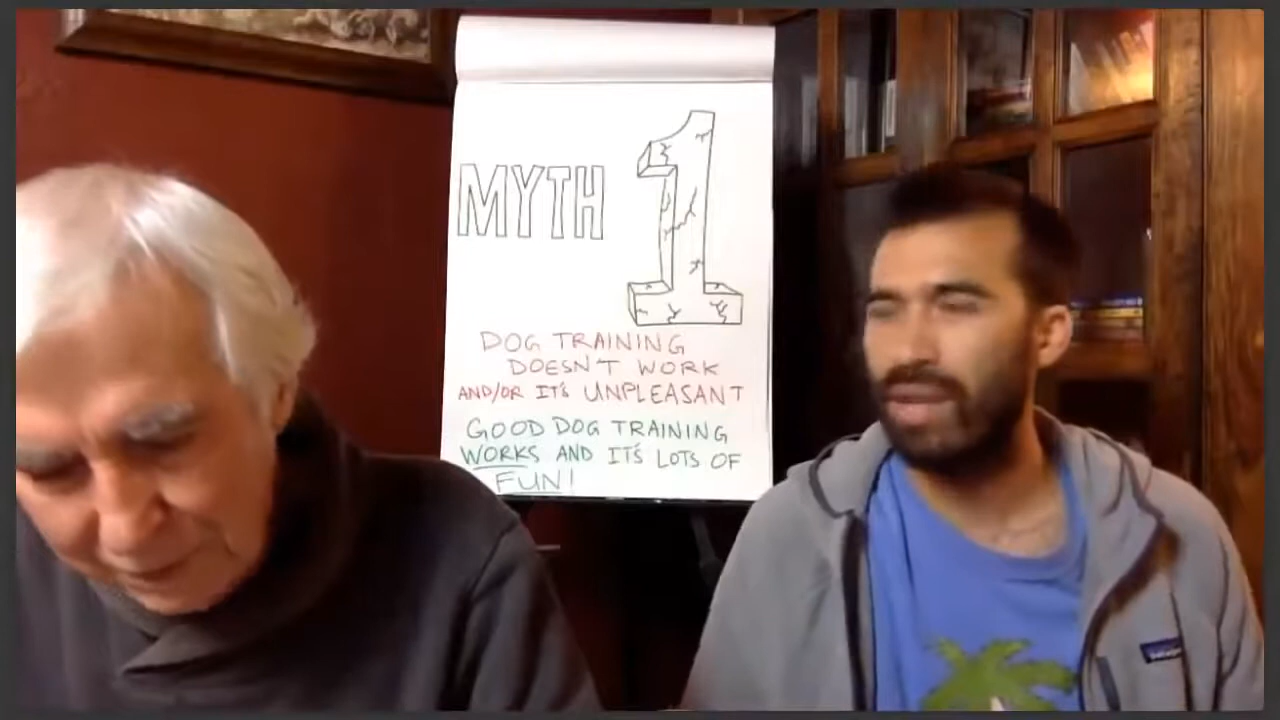 MYTH 1
DOG TRAINING
DOESN'T WORK
AND/OR IT'S UNPLEASANT
GOOD DOG TRAINING
WORKS AND IT'S LOTS OF
FUN!